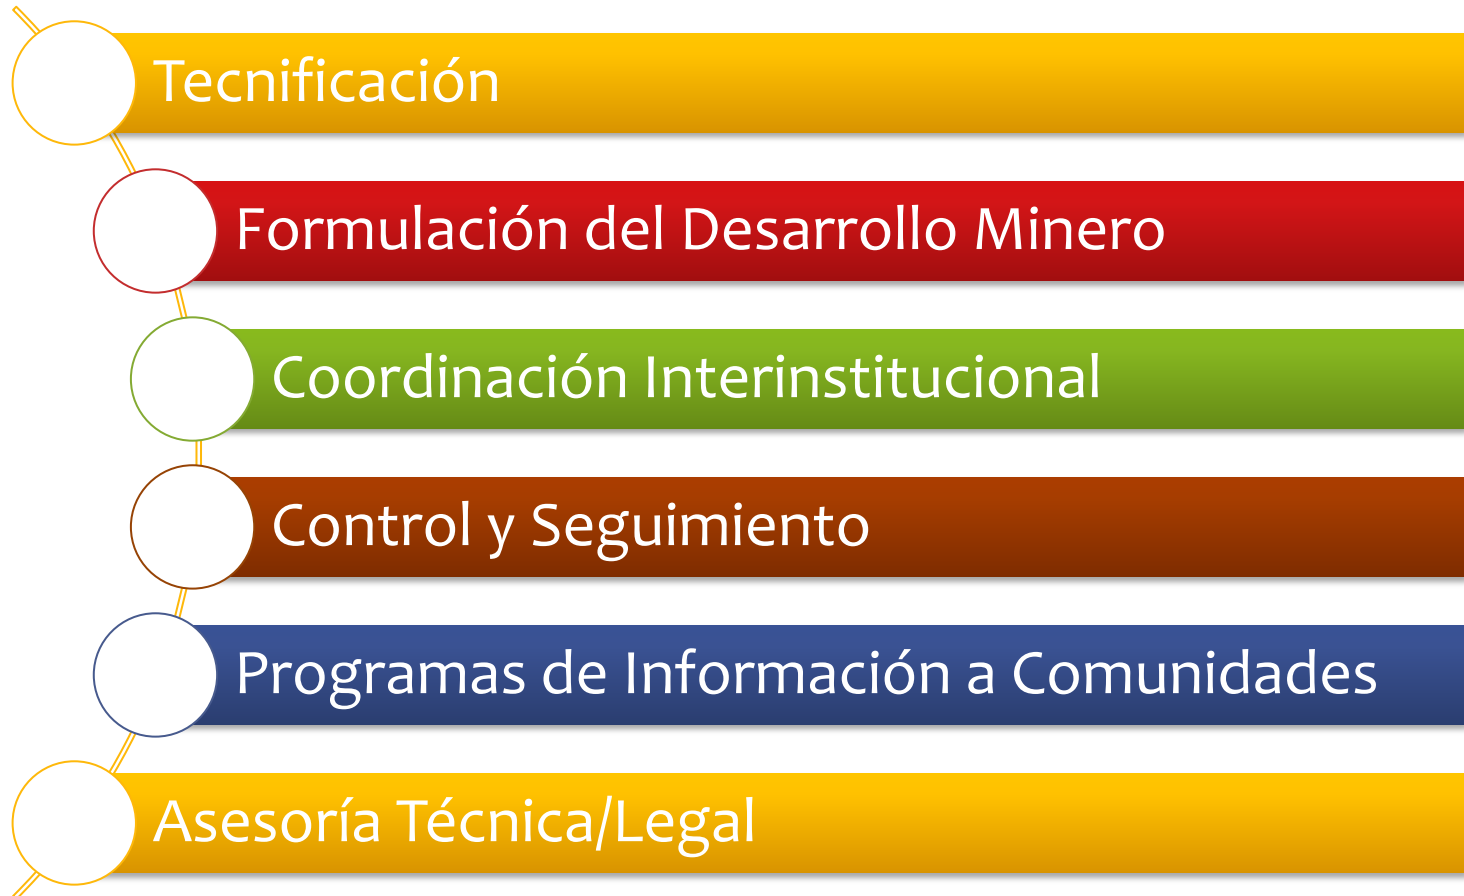 Tecnificación
Formulación del Desarrollo Minero
Coordinación Interinstitucional
Control y Seguimiento
Programas de Información a Comunidades
Asesoría Técnica/Legal